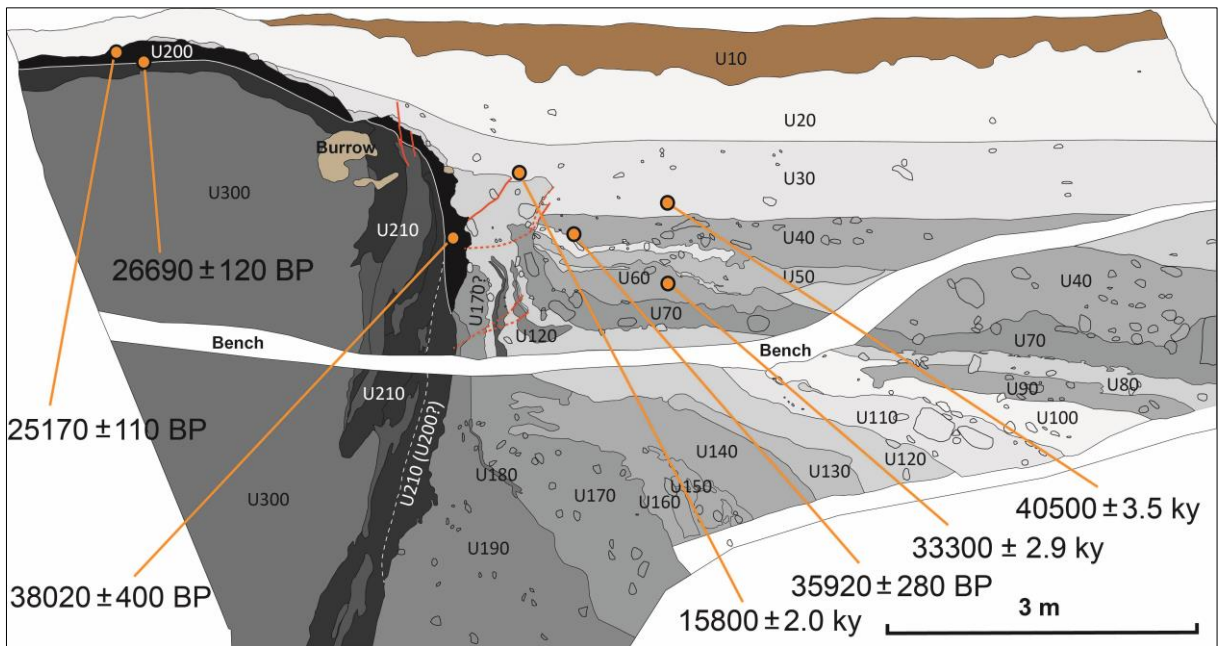 U200
U10
U20
Burrow
U30
U300
U210
U40
26690 ± 120 BP
U50
U60
U40
U170?
U70
U120
Bench
Bench
U70
U210
U80
U90
25170 ± 110 BP
U110
U100
U210 (U200?)
U140
U120
U300
U180
U130
U150
U170
U160
40500 ± 3.5 ky
U190
33300 ± 2.9 ky
38020 ± 400 BP
35920 ± 280 BP
15800 ± 2.0 ky
3 m